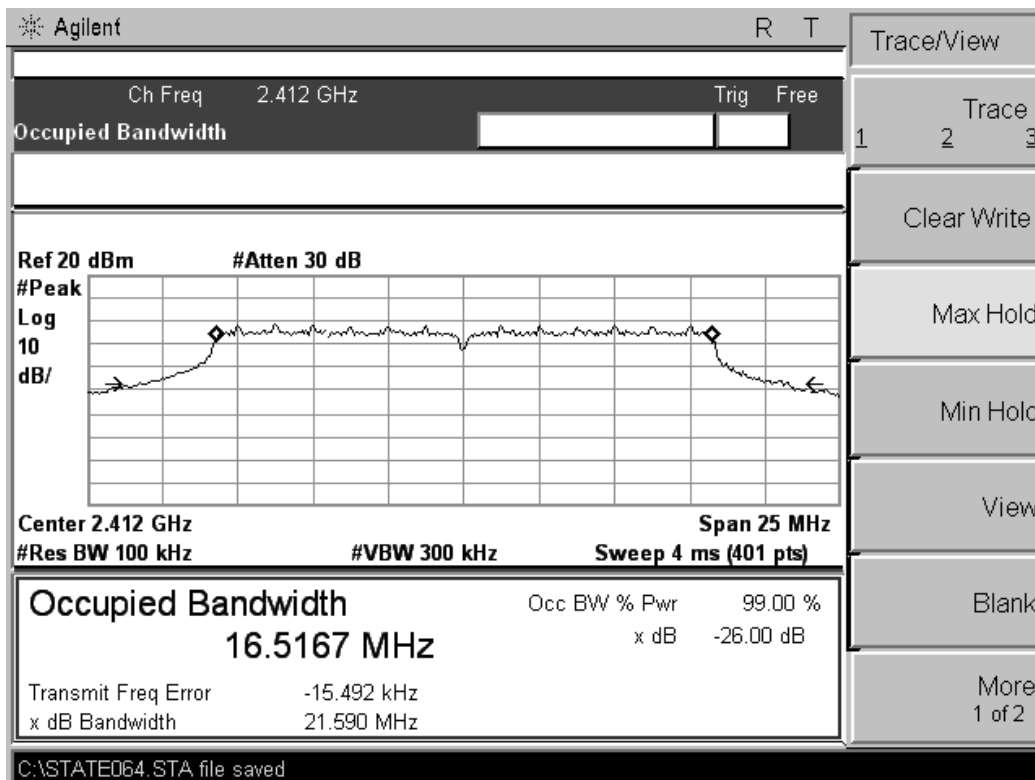 Agilent R T
Ch Freq 2.412 GHz Trig Free
Occupied Bandwidth
Ref 20 dBm #Atten 30 dB
#Peak
Log
10
dB/
Center 2.412 GHz Span 25 MHz
#Res BW 100 kHz #VBW 300 kHz Sweep 4 ms (401 pts)
Occupied Bandwidth
16.5167 MHz
Occ BW % Pwr 99.00 %
x dB -26.00 dB
Transmit Freq Error -15.492 kHz
x dB Bandwidth 21.590 MHz
C:\STATE064.STA file saved
Trace/View
Trace
1 2 3
Clear Write
Max Hold
Min Hold
View
Blank
More
1 of 2